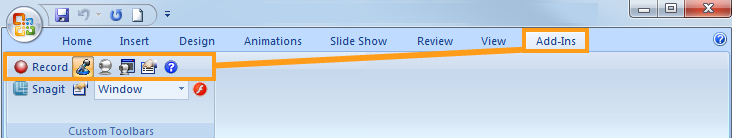 Home Insert Design Animations Slide Show Review View Add-Ins
Record
Snagit Window
Custom Toolbars